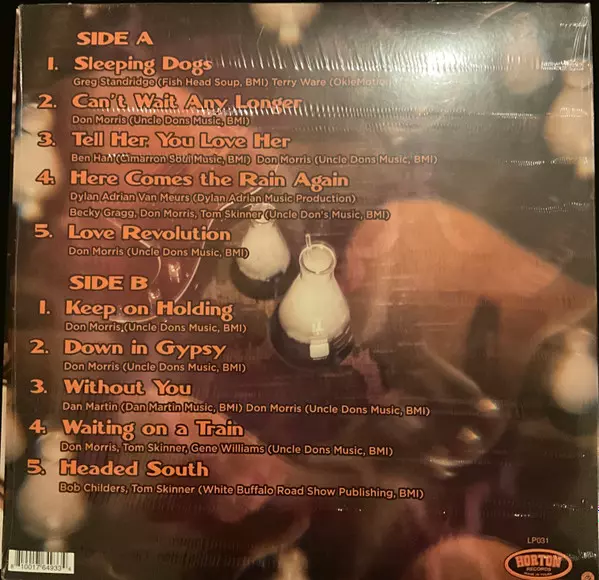 SIDE A
1. Sleeping Dogs
Greg Standridge (Fish Head Soup, BMI) Terry Ware (OkieMotion
2. Can't Wait Any Longer
Don Morris (Uncle Dons Music, BMI)
3. Tell Her You Love Her
Ben Han (Cimarron Soul Music, BMI) Don Morris (Uncle Dons Music, BMI)
4. Here Comes the Rain Again
Dylan Adrian Van Meurs (Dylan Adrian Music Production)
Becky Gragg, Don Morris, Tom Skinner (Uncle Don's Music, BMI)
5. Love Revolution
Don Morris (Uncle Dons Music, BMI)
SIDE B
1. Keep on Holding
Don Morris, (Uncle Dons Music, BMI)
2. Down in Gypsy
Don Morris (Uncle Dons Music, BMI)
3. Without You
Dan Martin (Dan Martin Music, BMI) Don Morris (Uncle Dons Music, BMI)
4. Waiting on a Train
Don Morris, Tom Skinner, Gene Williams (Uncle Dons Music, BMI)
5. Headed South
Bob Childers, Tom Skinner (White Buffalo Road Show Publishing, BMI)
LP031
HORTON
RECORDS